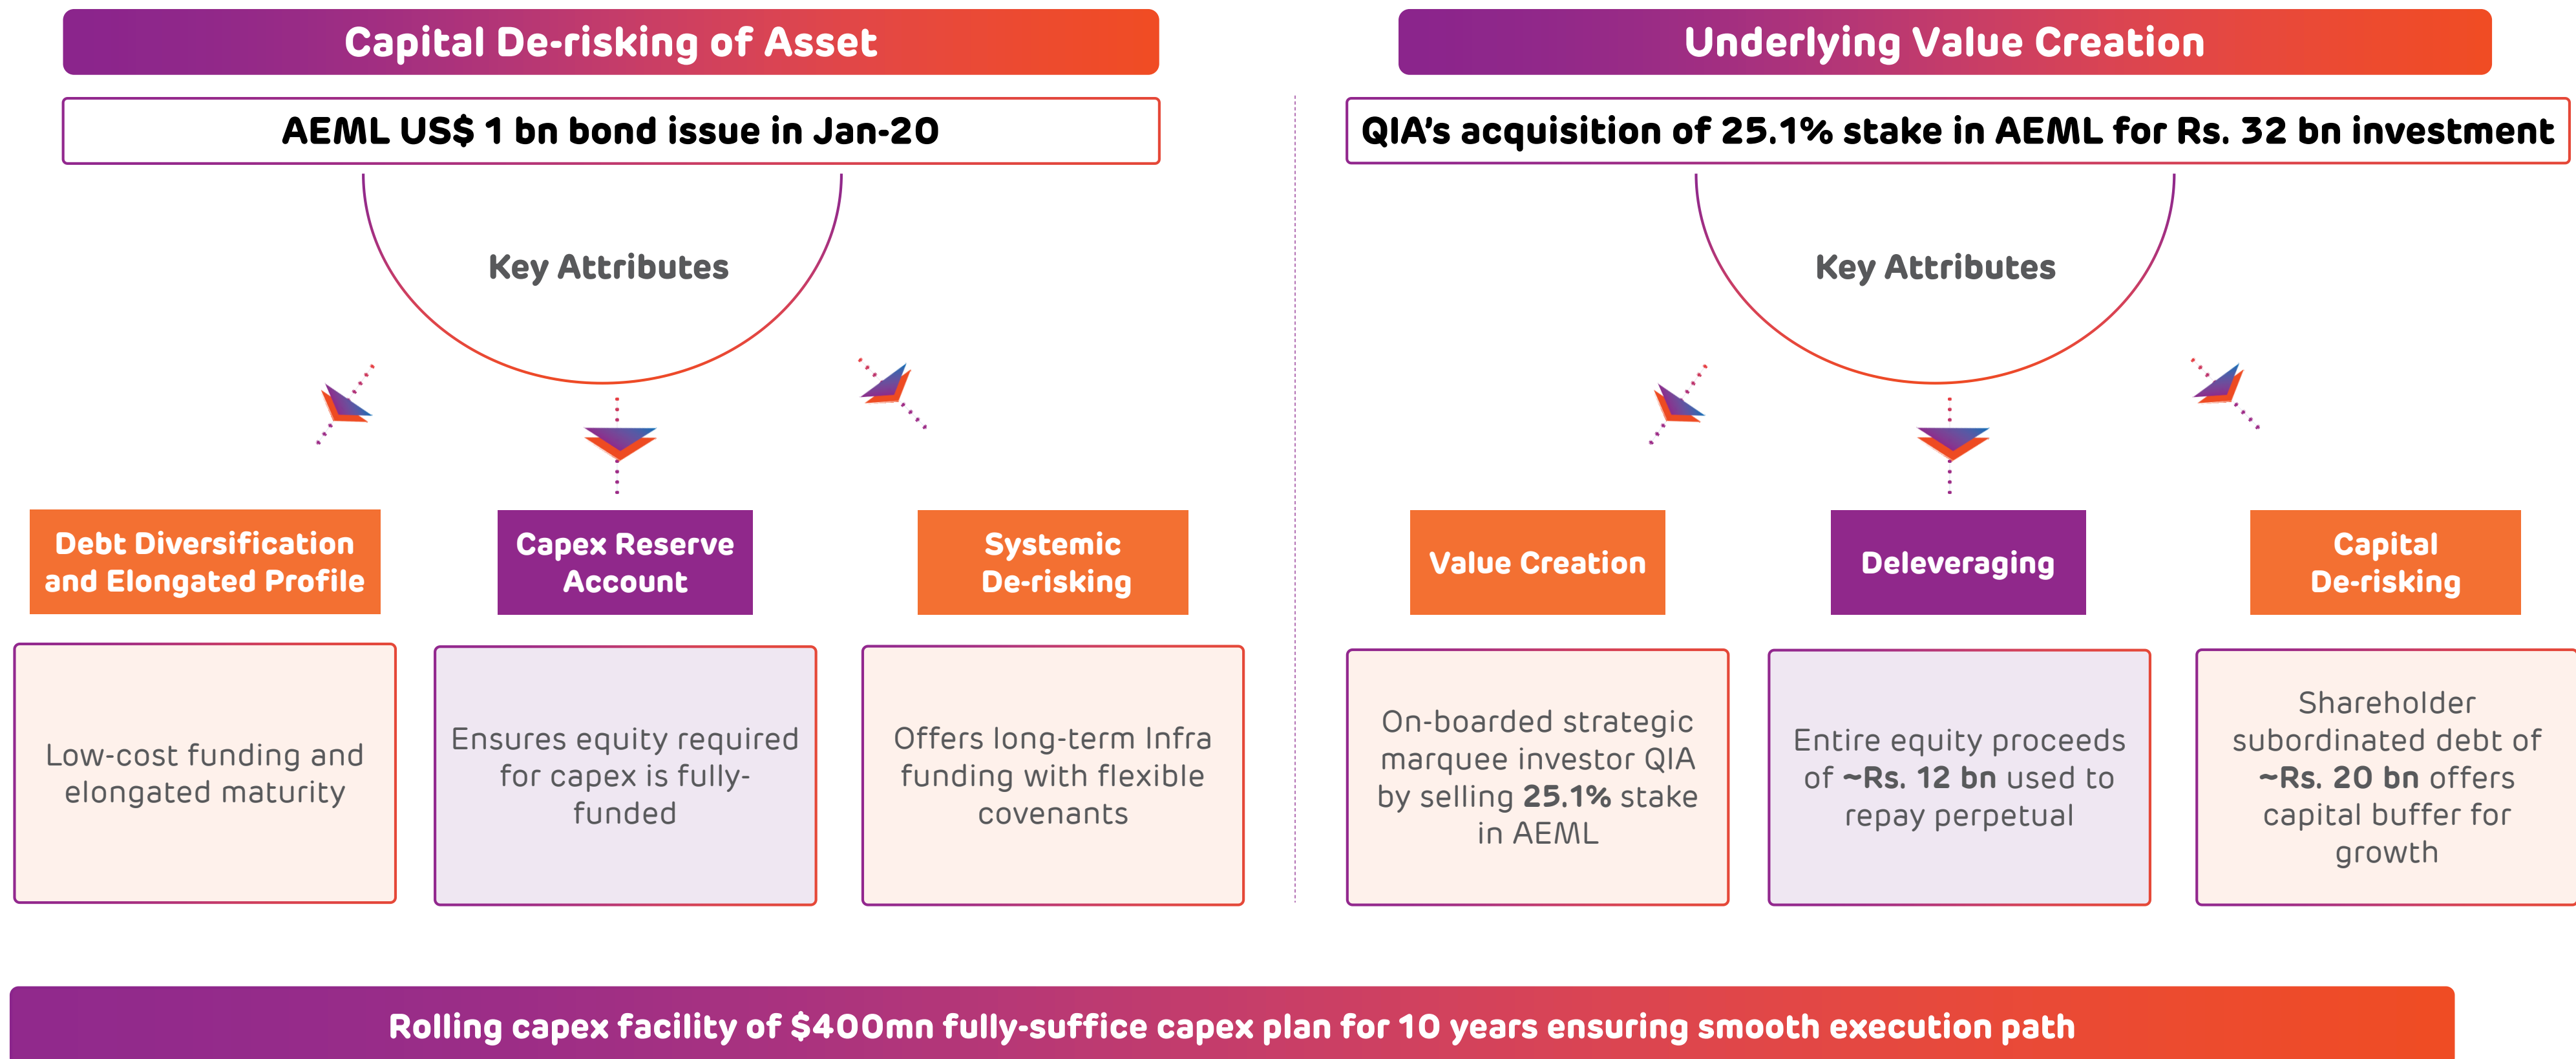 Capital De-risking of Asset
AEML US$ 1 bn bond issue in Jan-20
Key Attributes
Debt Diversification
and Elongated Profile
Low-cost funding and
elongated maturity
Capex Reserve
Account
Ensures equity required
for capex is fully-
funded
Systemic
De-risking
Offers long-term Infra
funding with flexible
covenants
Underlying Value Creation
QIA’s acquisition of 25.1% stake in AEML for Rs. 32 bn investment
Key Attributes
Value Creation
On-boarded strategic
marquee investor QIA
by selling 25.1% stake
in AEML
Deleveraging
Entire equity proceeds
of ~Rs. 12 bn used to
repay perpetual
Capital
De-risking
Shareholder
subordinated debt of
~Rs. 20 bn offers
capital buffer for
growth
Rolling capex facility of $400mn fully-suffice capex plan for 10 years ensuring smooth execution path